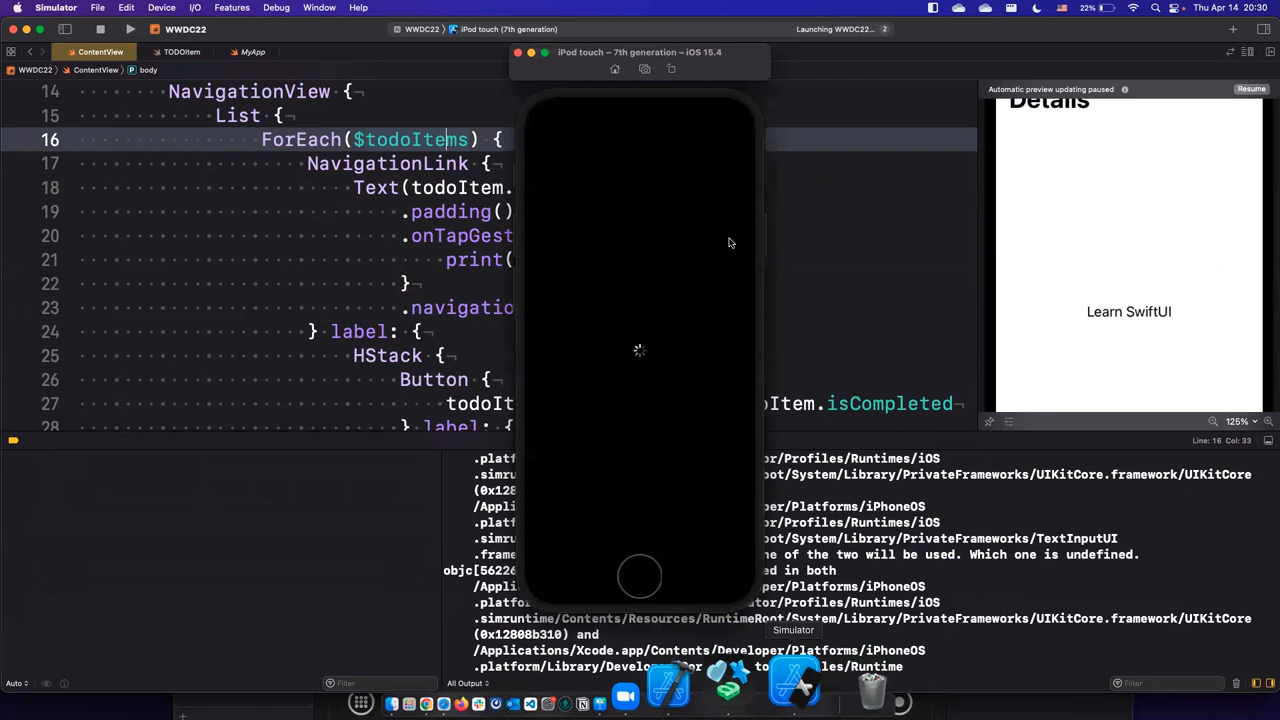 Simulator File Edit Device I/O Features Debug Window Help 22% Thu Apr 14 20:30
WWDC22 WWDC22 iPod touch (7th generation) Launching WWDC22... 2
ContentView TODOItem MyApp
iPod touch – 7th generation – iOS 15.4
WWDC22 ContentView body
14 NavigationView {
15 List {
16 ForEach($todoItems) {
17 NavigationLink {
18 Text(todoItem.
19 .padding()
20 .onTapGest
21 print(
22 }
23 .navigatio
24 } label: {
25 HStack {
26 Button {
27 todoIt oItem.isCompleted
28 } label: {
Automatic preview updating paused Resume
Details
Learn SwiftUI
125%
Line: 16 Col: 33
.platf or/Profiles/Runtimes/iOS
.simru oot/System/Library/PrivateFrameworks/UIKitCore.framework/UIKitCore
(0x128
/Appli per/Platforms/iPhoneOS
.platf or/Profiles/Runtimes/iOS
.simru oot/System/Library/PrivateFrameworks/TextInputUI
.frame ne of the two will be used. Which one is undefined.
objc[5622 ed in both
/Appli per/Platforms/iPhoneOS
.platfo ator/Profiles/Runtimes/iOS
.simruntime/Contents/Resources/RuntimeRoot/System/Library/PrivateFrameworks/UIKitCore.framework/UIKitCore
(0x12808b310) and
/Applications/Xcode.app/Contents/Developer/Platforms/iPhoneOS
.platform/Library/Develop Runtime
Simulator
Auto Filter All Output Filter